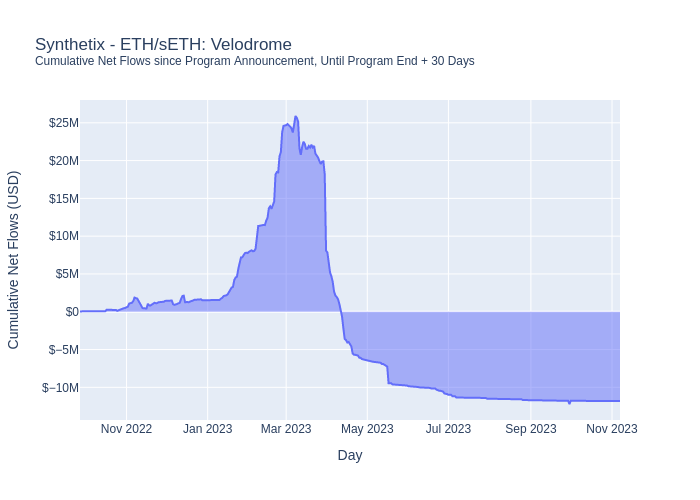 Synthetix - ETH/sETH: Velodrome
Cumulative Net Flows since Program Announcement, Until Program End + 30 Days
Cumulative Net Flows (USD)
$25M
$20M
$15M
$10M
$5M
$0
$−5M
$−10M
Nov 2022 Jan 2023 Mar 2023 May 2023 Jul 2023 Sep 2023 Nov 2023
Day